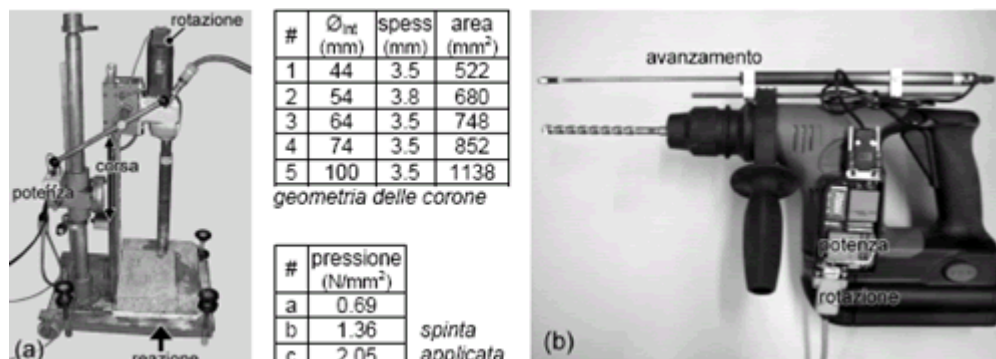 rotazione
corsa
potenza
(a)
reazione
# Ø_int (mm) spess (mm) area (mm²)
1 44 3.5 522
2 54 3.8 680
3 64 3.5 748
4 74 3.5 852
5 100 3.5 1138
geometria delle corone
# pressione (N/mm²)
a 0.69
b 1.36 spinta
c 2.05 applicata
avanzamento
potenza
rotazione
(b)